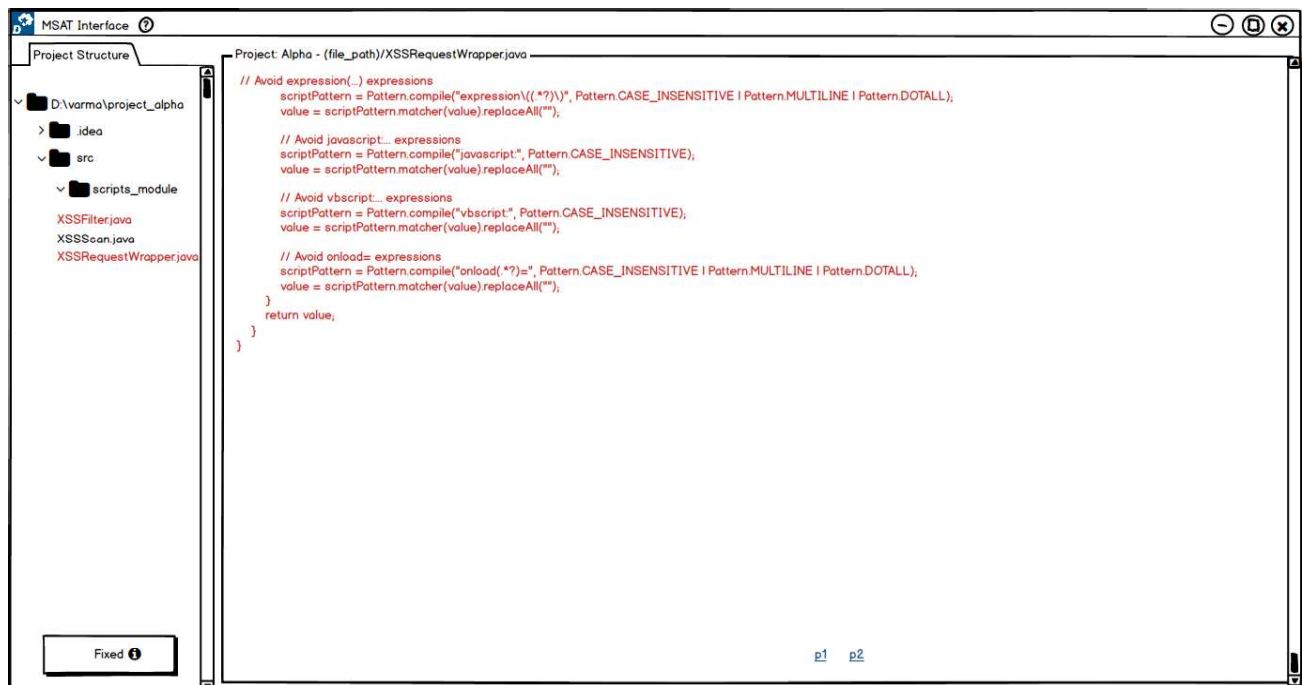 MSAT Interface ?
Project Structure
D:\varma\project_alpha
.idea
src
scripts_module
XSSFilter.java
XSSScan.java
XSSRequestWrapper.java
Fixed i
Project: Alpha - (file_path)/XSSRequestWrapper.java
// Avoid expression(...) expressions
scriptPattern = Pattern.compile("expression\((.*?)\)", Pattern.CASE_INSENSITIVE | Pattern.MULTILINE | Pattern.DOTALL);
value = scriptPattern.matcher(value).replaceAll("");
// Avoid javascript:... expressions
scriptPattern = Pattern.compile("javascript:", Pattern.CASE_INSENSITIVE);
value = scriptPattern.matcher(value).replaceAll("");
// Avoid vbscript:... expressions
scriptPattern = Pattern.compile("vbscript:", Pattern.CASE_INSENSITIVE);
value = scriptPattern.matcher(value).replaceAll("");
// Avoid onload= expressions
scriptPattern = Pattern.compile("onload(.*?)=", Pattern.CASE_INSENSITIVE | Pattern.MULTILINE | Pattern.DOTALL);
value = scriptPattern.matcher(value).replaceAll("");
}
return value;
}
}
p1 p2